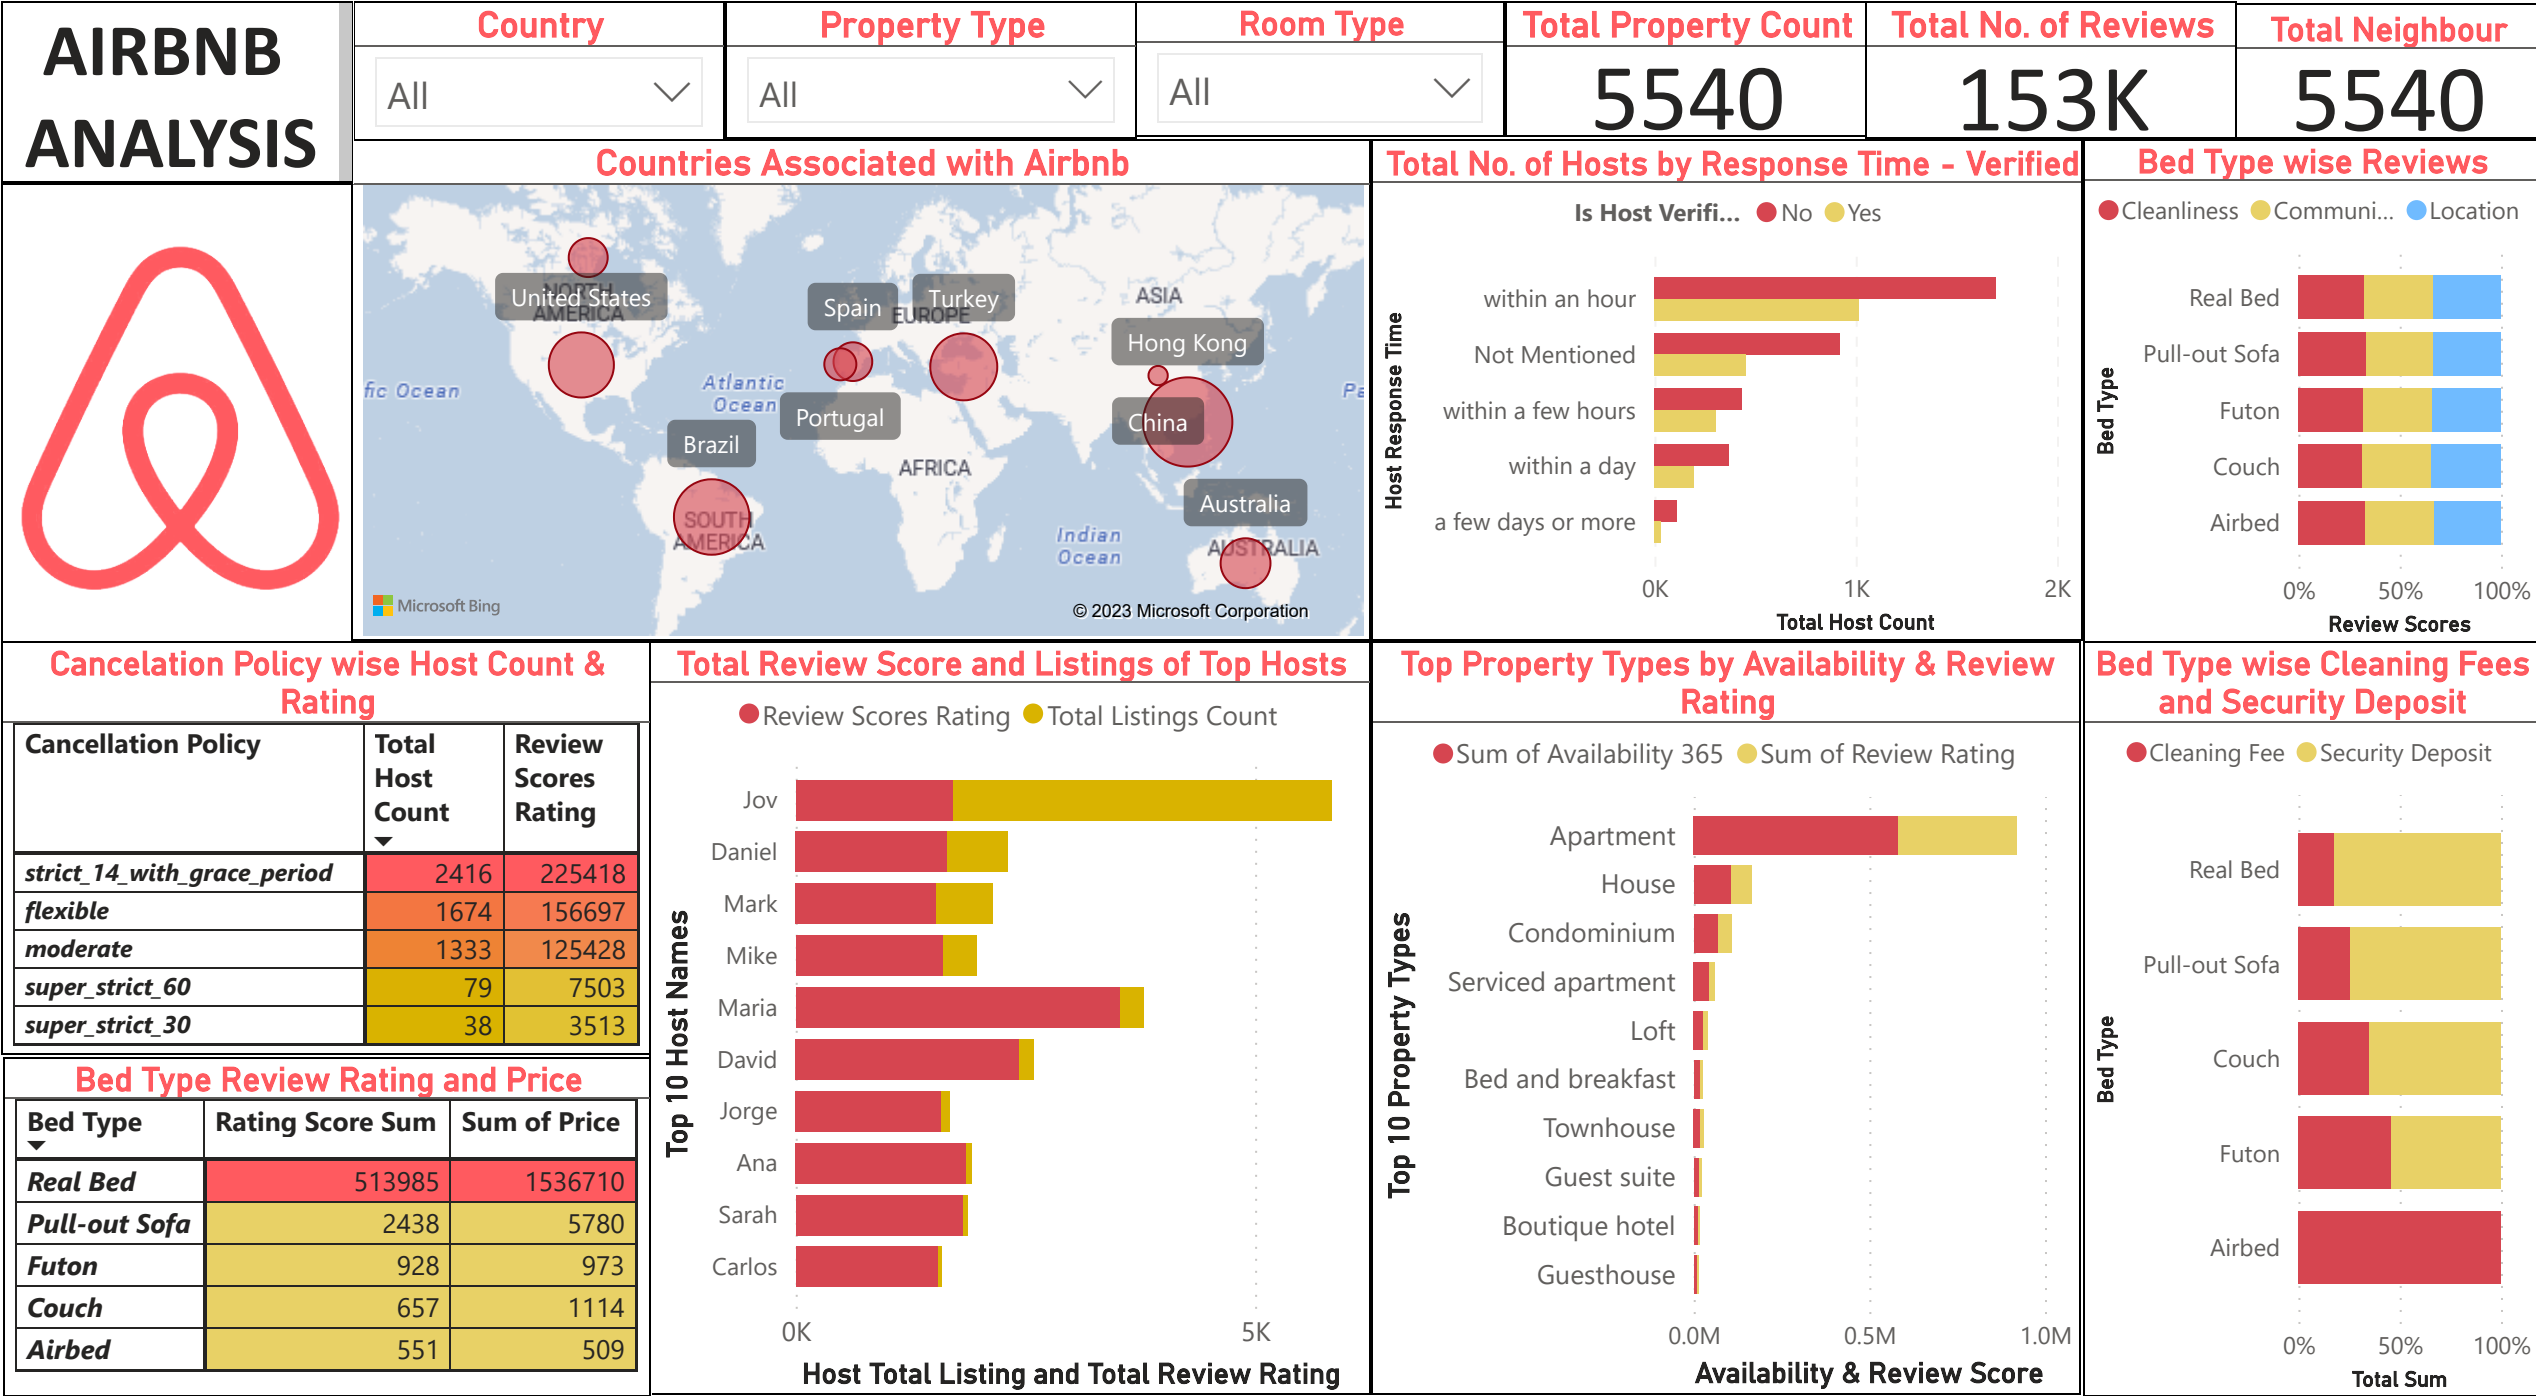 AIRBNB
ANALYSIS
Country
All
Property Type
All
Room Type
All
Total Property Count
5540
Total No. of Reviews
153K
Total Neighbour
5540
Countries Associated with Airbnb
NORTH
AMERICA
United States
Spain
EUROPE
Turkey
ASIA
Hong Kong
fic Ocean
Atlantic
Ocean
Pa
Portugal
China
Brazil
AFRICA
Australia
SOUTH
AMERICA
Indian
Ocean
AUSTRALIA
Microsoft Bing
© 2023 Microsoft Corporation
Total No. of Hosts by Response Time - Verified
Is Host Verifi... No Yes
Host Response Time
within an hour
Not Mentioned
within a few hours
within a day
a few days or more
0K 1K 2K
Total Host Count
Bed Type wise Reviews
Cleanliness Communi... Location
Bed Type
Real Bed
Pull-out Sofa
Futon
Couch
Airbed
0% 50% 100%
Review Scores
Cancelation Policy wise Host Count &
Rating
Cancellation Policy Total Host Count Review Scores Rating
strict_14_with_grace_period 2416 225418
flexible 1674 156697
moderate 1333 125428
super_strict_60 79 7503
super_strict_30 38 3513
Bed Type Review Rating and Price
Bed Type Rating Score Sum Sum of Price
Real Bed 513985 1536710
Pull-out Sofa 2438 5780
Futon 928 973
Couch 657 1114
Airbed 551 509
Total Review Score and Listings of Top Hosts
Review Scores Rating Total Listings Count
Top 10 Host Names
Jov
Daniel
Mark
Mike
Maria
David
Jorge
Ana
Sarah
Carlos
0K 5K
Host Total Listing and Total Review Rating
Top Property Types by Availability & Review
Rating
Sum of Availability 365 Sum of Review Rating
Top 10 Property Types
Apartment
House
Condominium
Serviced apartment
Loft
Bed and breakfast
Townhouse
Guest suite
Boutique hotel
Guesthouse
0.0M 0.5M 1.0M
Availability & Review Score
Bed Type wise Cleaning Fees
and Security Deposit
Cleaning Fee Security Deposit
Bed Type
Real Bed
Pull-out Sofa
Couch
Futon
Airbed
0% 50% 100%
Total Sum